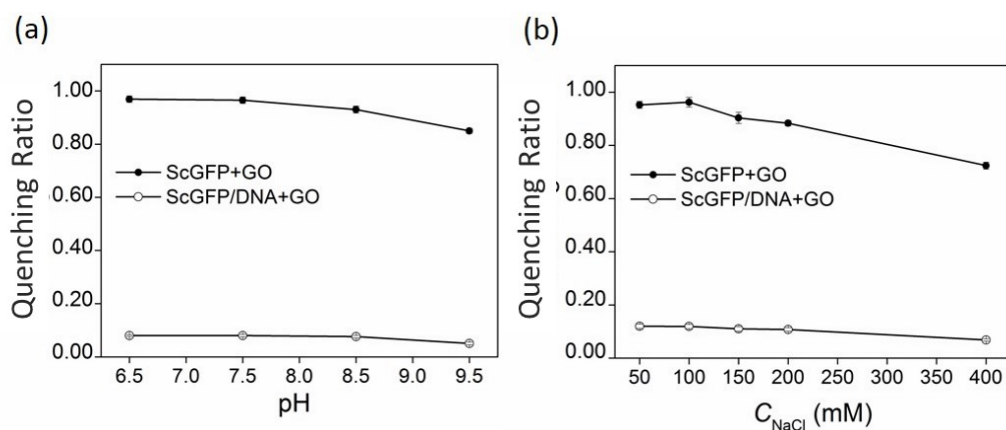 (a)
Quenching Ratio
1.00
0.80
0.60
0.40
0.20
0.00
ScGFP+GO
ScGFP/DNA+GO
6.5 7.0 7.5 8.0 8.5 9.0 9.5
pH
(b)
Quenching Ratio
1.00
0.80
0.60
0.40
0.20
0.00
ScGFP+GO
ScGFP/DNA+GO
50 100 150 200 250 300 350 400
C_NaCl (mM)